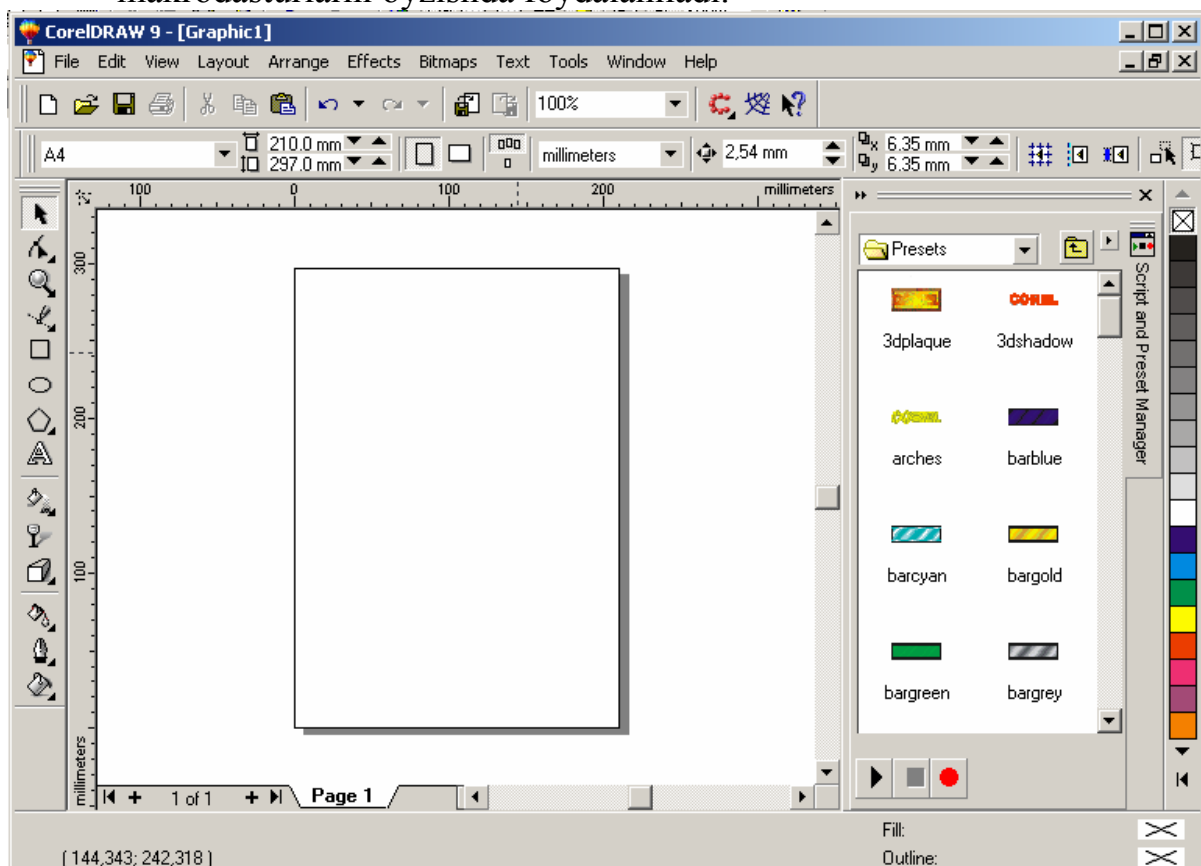 makrodasturlarni byzishda foydalaniladi.
CorelDRAW 9 - [Graphic1]
File Edit View Layout Arrange Effects Bitmaps Text Tools Window Help
100%
A4
210.0 mm
297.0 mm
millimeters
2,54 mm
x 6.35 mm
y 6.35 mm
100 0 100 200 millimeters
300
200
100
millimeters
Presets
3dplaque 3dshadow
arches barblue
barcyan bargold
bargreen bargrey
Script and Preset Manager
1 of 1 Page 1
Fill:
( 144,343; 242,318 ) Outline: